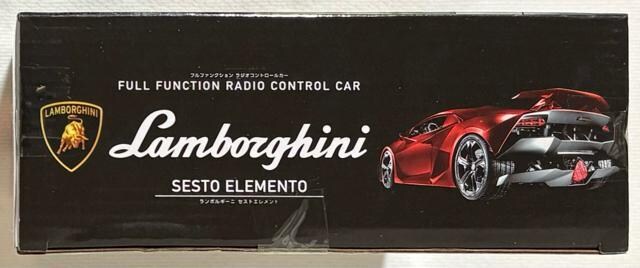 フルファンクション ラジオコントロールカー
FULL FUNCTION RADIO CONTROL CAR
LAMBORGHINI
Lamborghini
SESTO ELEMENTO
ランボルギーニ セストエレメント